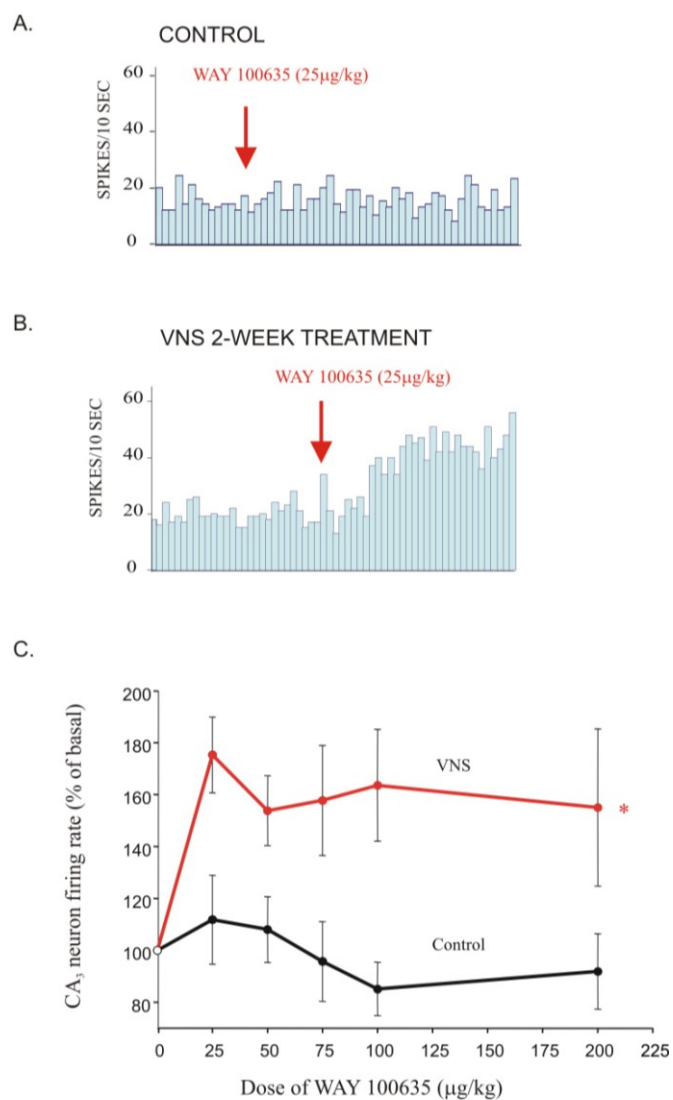 A.
CONTROL
WAY 100635 (25μg/kg)
SPIKES/10 SEC
60
40
20
0
B.
VNS 2-WEEK TREATMENT
WAY 100635 (25μg/kg)
SPIKES/10 SEC
60
40
20
0
C.
CA₃ neuron firing rate (% of basal)
200
180
160
140
120
100
80
VNS
*
Control
0 25 50 75 100 125 150 175 200 225
Dose of WAY 100635 (μg/kg)